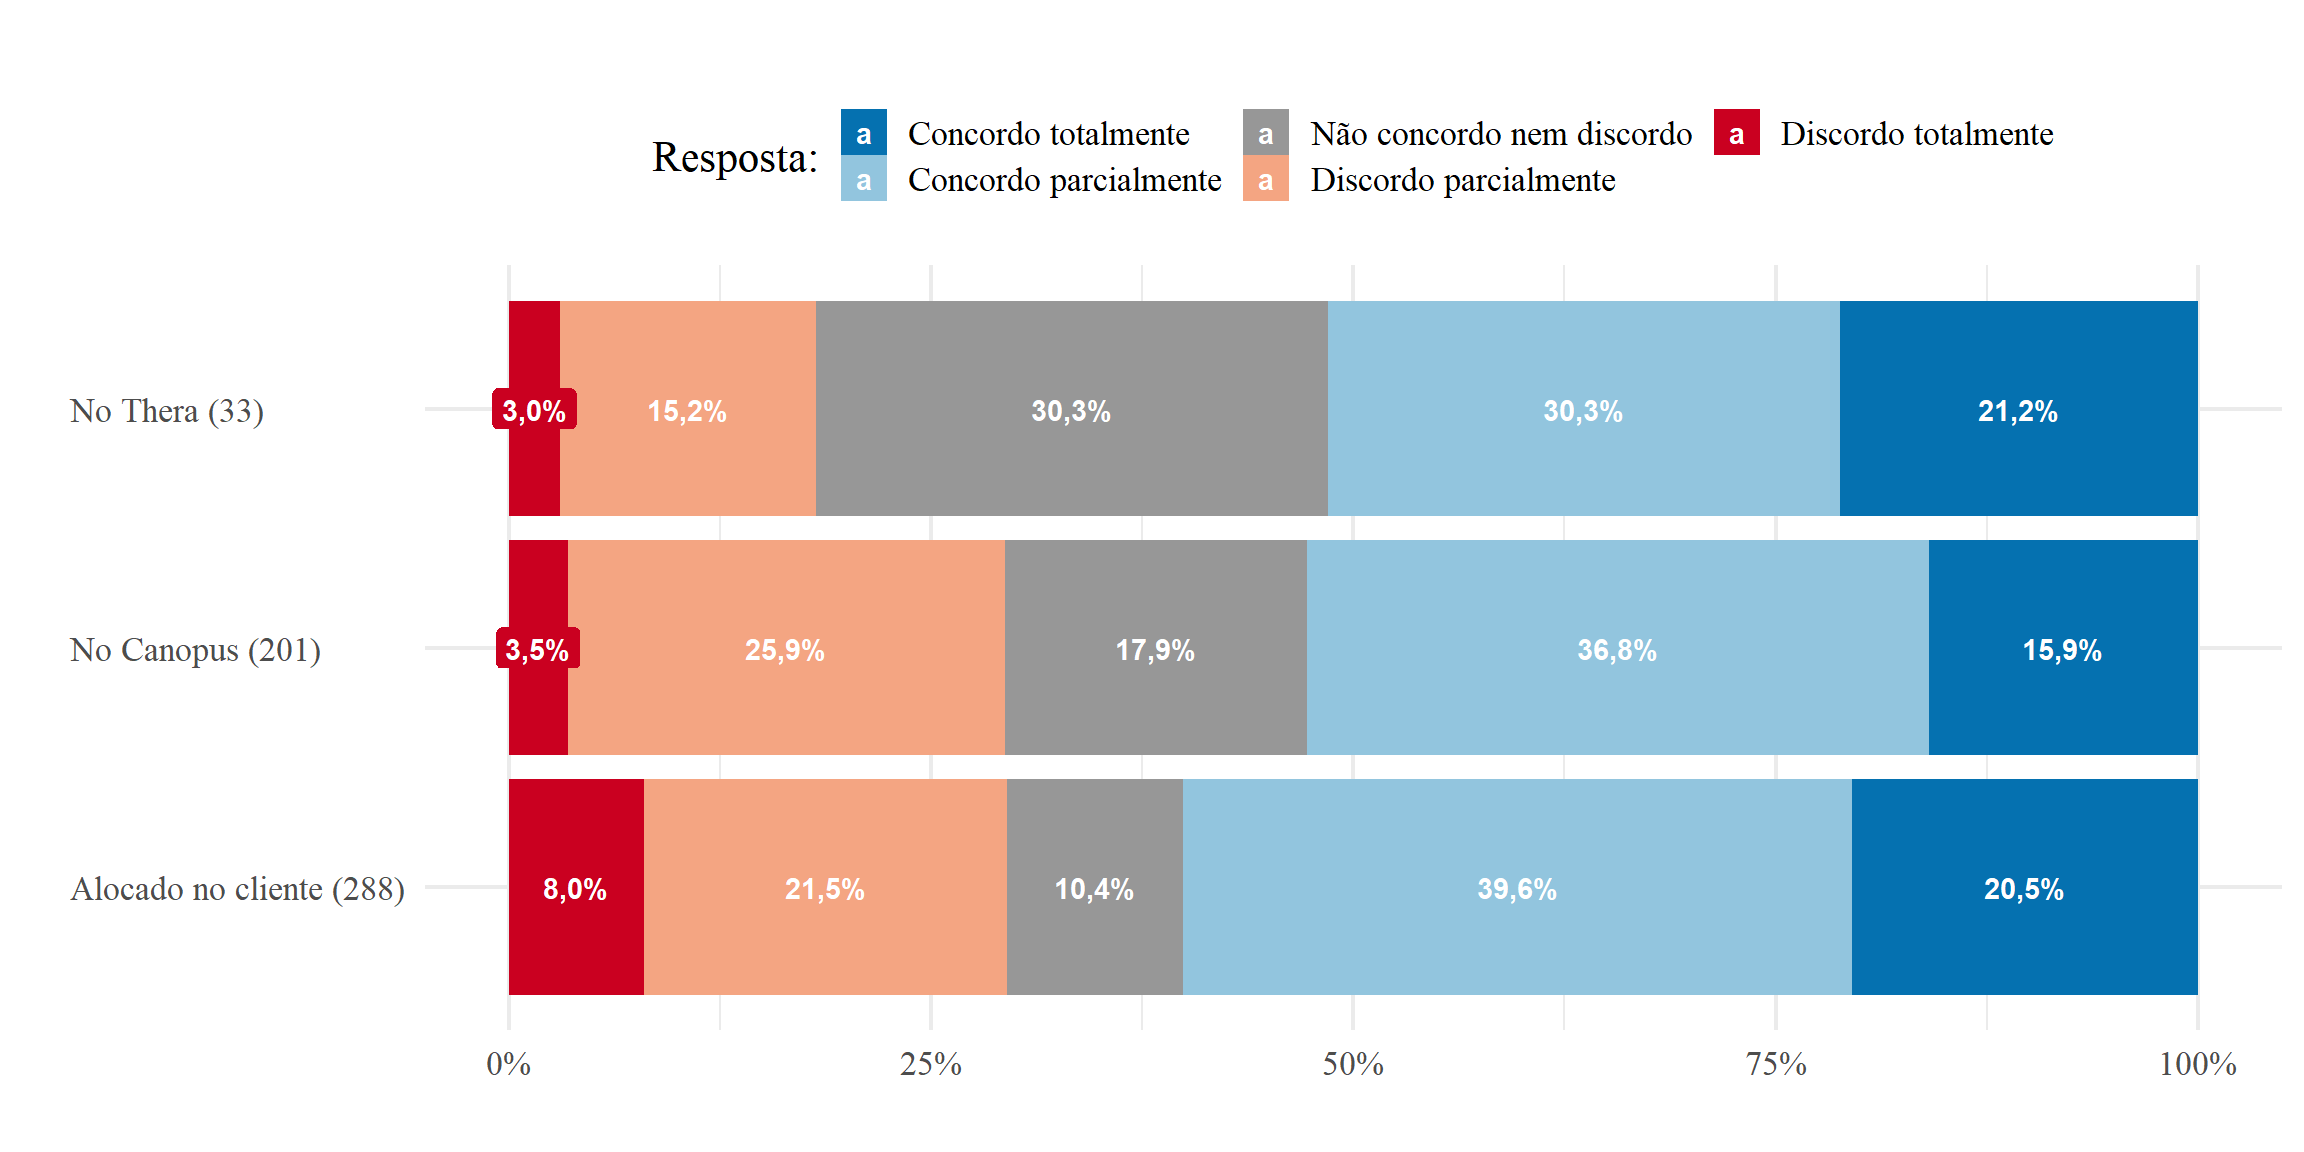 Resposta:
a Concordo totalmente
a Concordo parcialmente
a Não concordo nem discordo
a Discordo parcialmente
a Discordo totalmente
No Thera (33)
3,0% 15,2% 30,3% 30,3% 21,2%
No Canopus (201)
3,5% 25,9% 17,9% 36,8% 15,9%
Alocado no cliente (288)
8,0% 21,5% 10,4% 39,6% 20,5%
0% 25% 50% 75% 100%